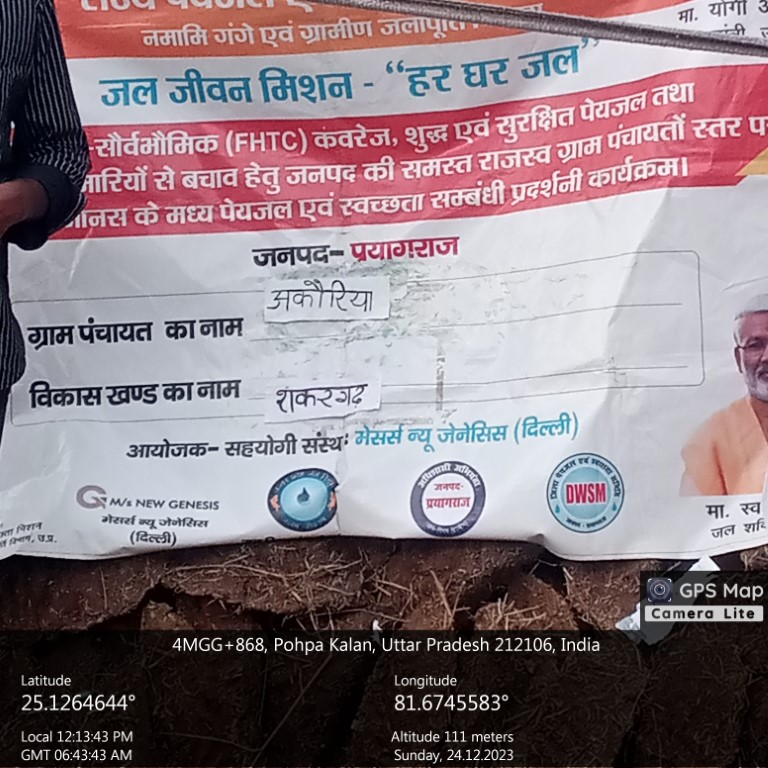 राज्य पेयजल
मा. योगी
नमामि गंगे एवं ग्रामीण जलापूर्ति
जल जीवन मिशन - “हर घर जल”
सौर्वभौमिक (FHTC) कंवरेज, शुद्ध एवं सुरक्षित पेयजल तथा
मारियों से बचाव हेतु जनपद की समस्त राजस्व ग्राम पंचायतों स्तर प
मानस के मध्य पेयजल एवं स्वच्छता सम्बंधी प्रदर्शनी कार्यक्रम।
जनपद- प्रयागराज
अकौरिया
ग्राम पंचायत का नाम
विकास खण्ड का नाम
शंकरगढ़
आयोजक- सहयोगी संस्थ: मेसर्स न्यू जेनेसिस (दिल्ली)
M/s NEW GENESIS
मेसर्स न्यू जेनेसिस
(दिल्ली)
जनपद-
प्रयागराज
DWSM
मा. स्व
जल शक्ति
GPS Map
Camera Lite
4MGG+868, Pohpa Kalan, Uttar Pradesh 212106, India
Latitude
25.1264644°
Longitude
81.6745583°
Local 12:13:43 PM
GMT 06:43:43 AM
Altitude 111 meters
Sunday, 24.12.2023